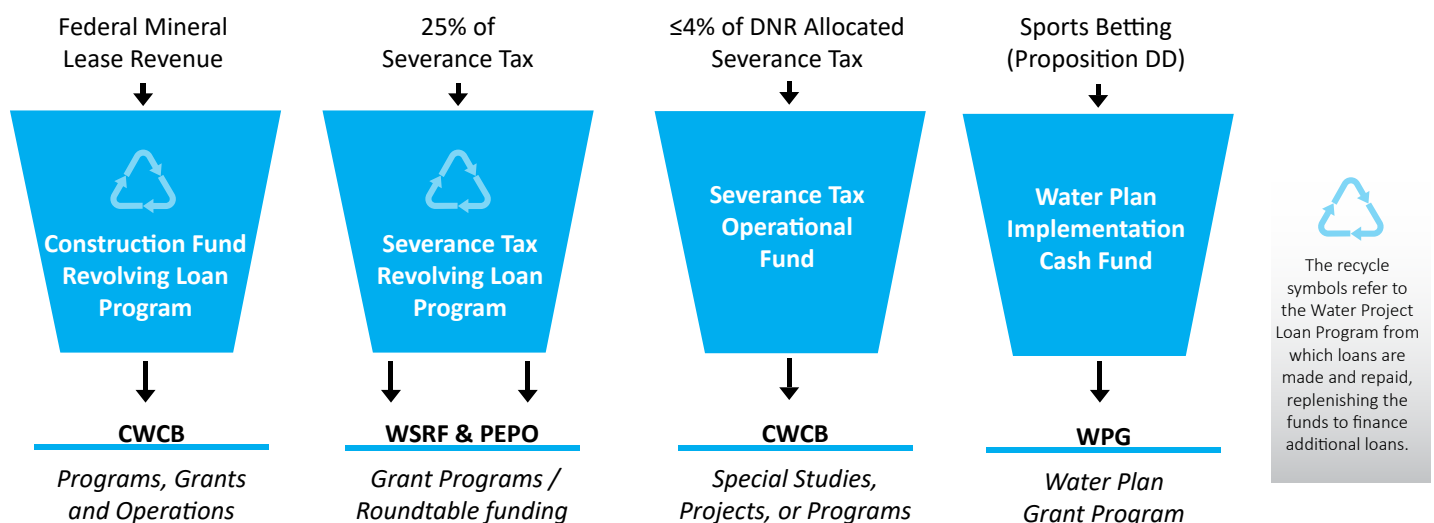 Federal Mineral
Lease Revenue
Construction Fund
Revolving Loan
Program
CWCB
Programs, Grants
and Operations
25% of
Severance Tax
Severance Tax
Revolving Loan
Program
WSRF & PEPO
Grant Programs /
Roundtable funding
≤4% of DNR Allocated
Severance Tax
Severance Tax
Operational
Fund
CWCB
Special Studies,
Projects, or Programs
Sports Betting
(Proposition DD)
Water Plan
Implementation
Cash Fund
WPG
Water Plan
Grant Program
The recycle
symbols refer to
the Water Project
Loan Program from
which loans are
made and repaid,
replenishing the
funds to finance
additional loans.